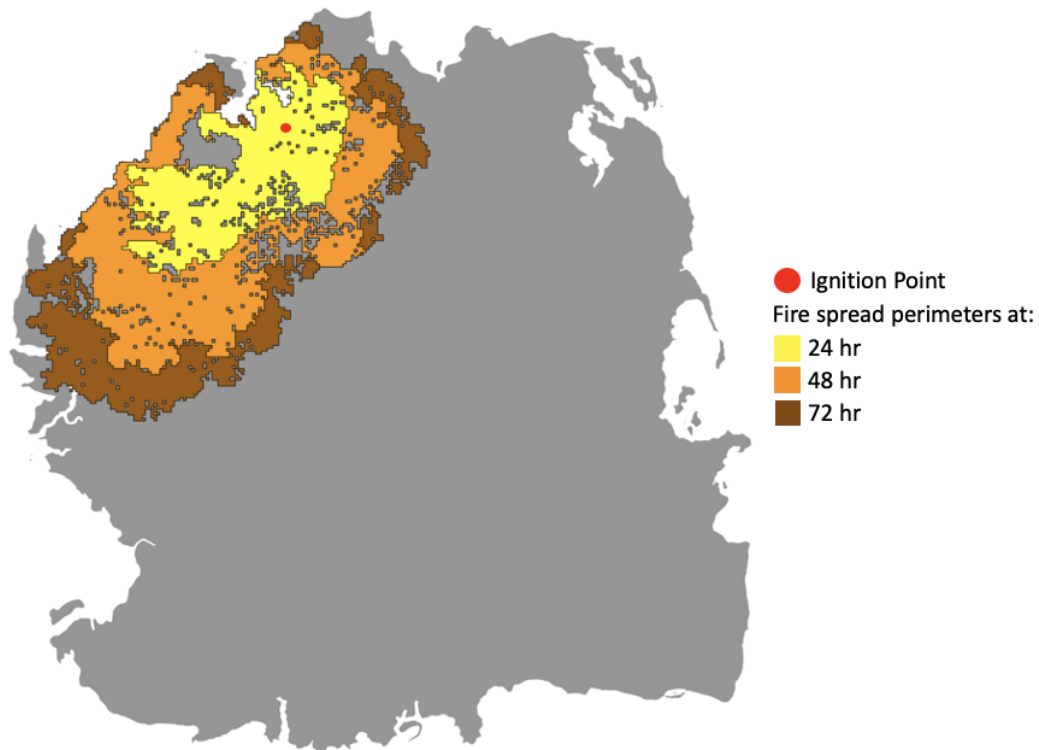 Ignition Point
Fire spread perimeters at:
24 hr
48 hr
72 hr